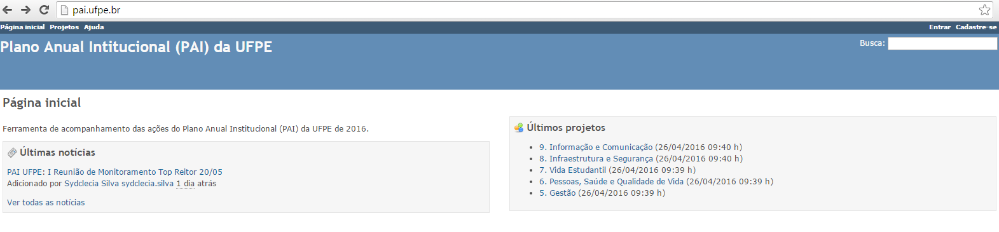 pai.ufpe.br
Página inicial Projetos Ajuda
Entrar Cadastre-se
Plano Anual Intitucional (PAI) da UFPE
Busca:
Página inicial
Ferramenta de acompanhamento das ações do Plano Anual Institucional (PAI) da UFPE de 2016.
Últimas notícias
PAI UFPE: I Reunião de Monitoramento Top Reitor 20/05
Adicionado por Sydclecia Silva sydclecia.silva 1 dia atrás
Ver todas as notícias
Últimos projetos
9. Informação e Comunicação (26/04/2016 09:40 h)
8. Infraestrutura e Segurança (26/04/2016 09:40 h)
7. Vida Estudantil (26/04/2016 09:39 h)
6. Pessoas, Saúde e Qualidade de Vida (26/04/2016 09:39 h)
5. Gestão (26/04/2016 09:39 h)